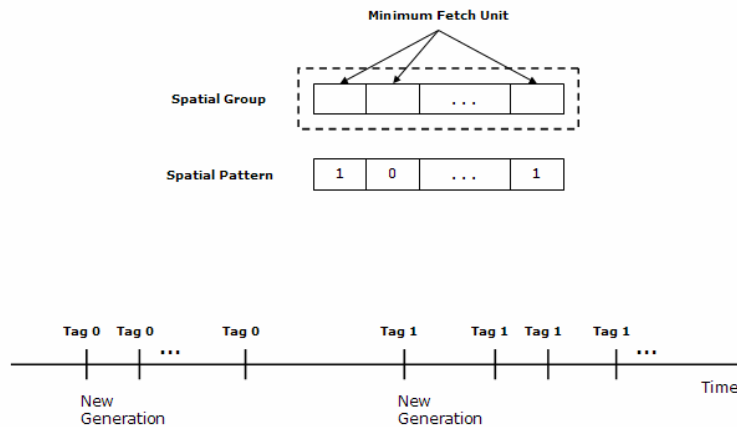 Minimum Fetch Unit
Spatial Group
. . .
Spatial Pattern
1 0 . . . 1
Tag 0 Tag 0 ... Tag 0 Tag 1 Tag 1 Tag 1 Tag 1 ...
Time
New Generation
New Generation